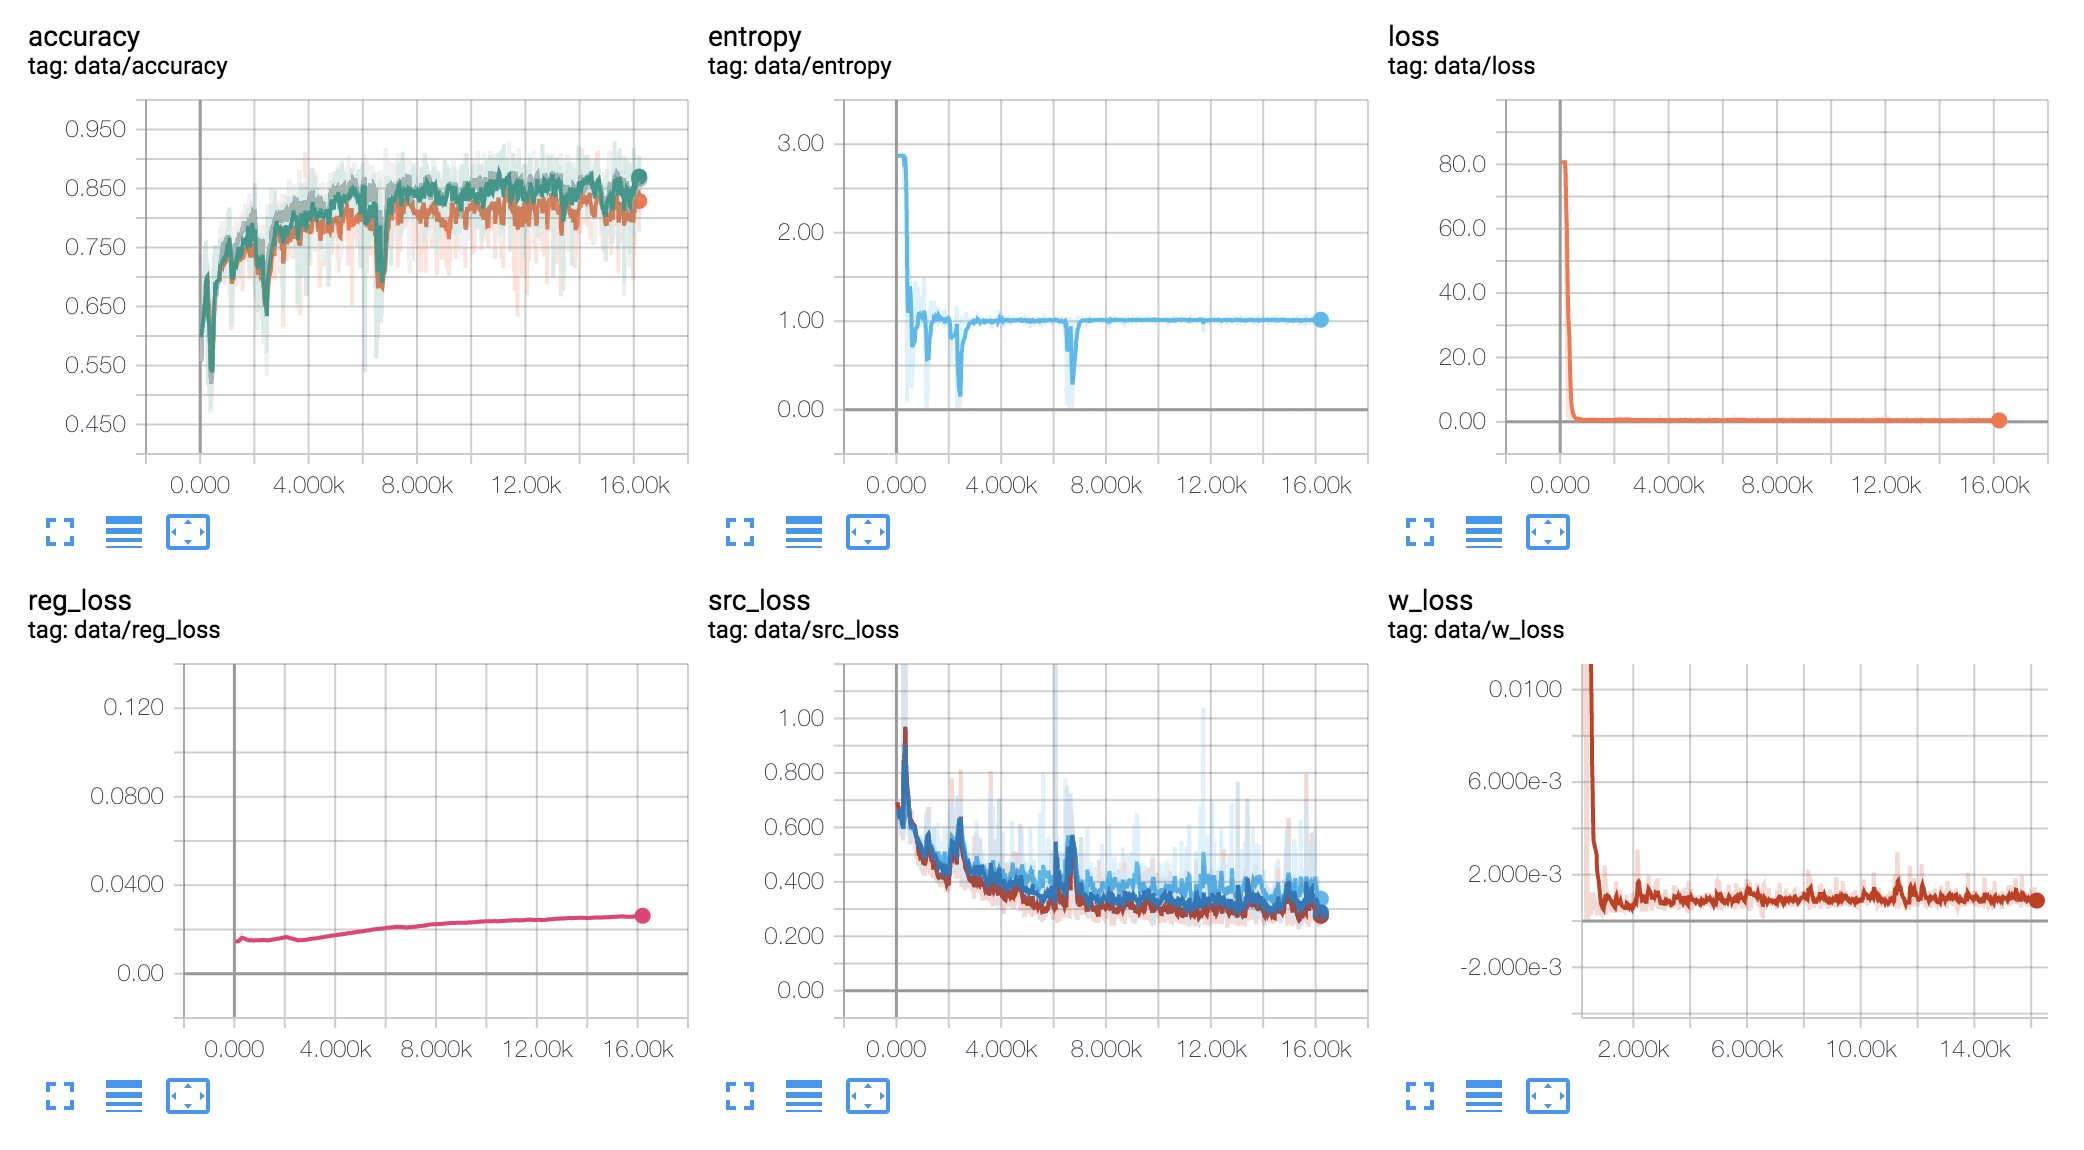 accuracy
tag: data/accuracy
0.950
0.850
0.750
0.650
0.550
0.450
0.000 4.000k 8.000k 12.00k 16.00k
entropy
tag: data/entropy
3.00
2.00
1.00
0.00
0.000 4.000k 8.000k 12.00k 16.00k
loss
tag: data/loss
80.0
60.0
40.0
20.0
0.00
0.000 4.000k 8.000k 12.00k 16.00k
reg_loss
tag: data/reg_loss
0.120
0.0800
0.0400
0.00
0.000 4.000k 8.000k 12.00k 16.00k
src_loss
tag: data/src_loss
1.00
0.800
0.600
0.400
0.200
0.00
0.000 4.000k 8.000k 12.00k 16.00k
w_loss
tag: data/w_loss
0.0100
6.000e-3
2.000e-3
-2.000e-3
2.000k 6.000k 10.00k 14.00k